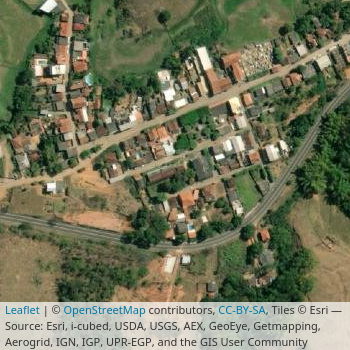 Leaflet | © OpenStreetMap contributors, CC-BY-SA, Tiles © Esri —
Source: Esri, i-cubed, USDA, USGS, AEX, GeoEye, Getmapping,
Aerogrid, IGN, IGP, UPR-EGP, and the GIS User Community